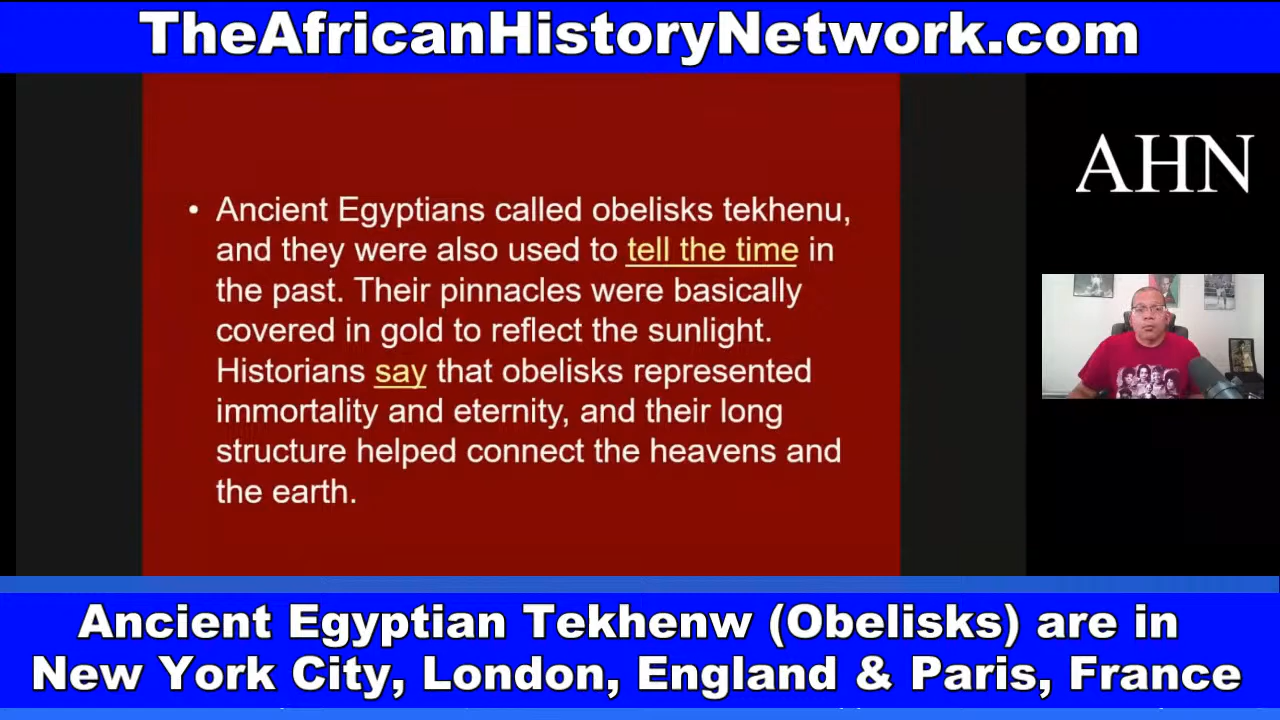 TheAfricanHistoryNetwork.com
AHN
• Ancient Egyptians called obelisks tekhenu,
and they were also used to tell the time in
the past. Their pinnacles were basically
covered in gold to reflect the sunlight.
Historians say that obelisks represented
immortality and eternity, and their long
structure helped connect the heavens and
the earth.
Ancient Egyptian Tekhenw (Obelisks) are in
New York City, London, England & Paris, France